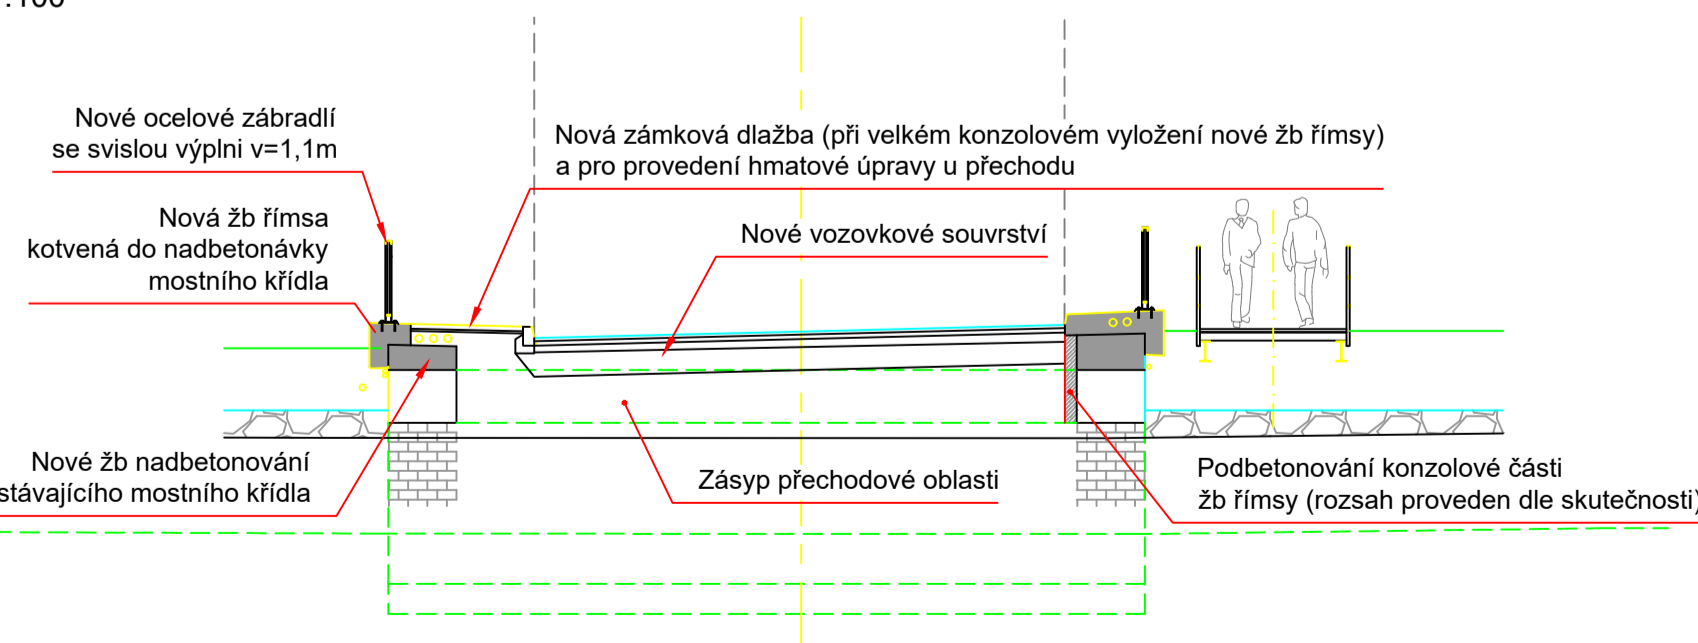 :100
Nové ocelové zábradlí
se svislou výplni v=1,1m
Nová zámková dlažba (při velkém konzolovém vyložení nové žb římsy)
a pro provedení hmatové úpravy u přechodu
Nová žb římsa
kotvená do nadbetonávky
mostního křídla
Nové vozovkové souvrství
Nové žb nadbetonování
stávajícího mostního křídla
Zásyp přechodové oblasti
Podbetonování konzolové části
žb římsy (rozsah proveden dle skutečnosti)